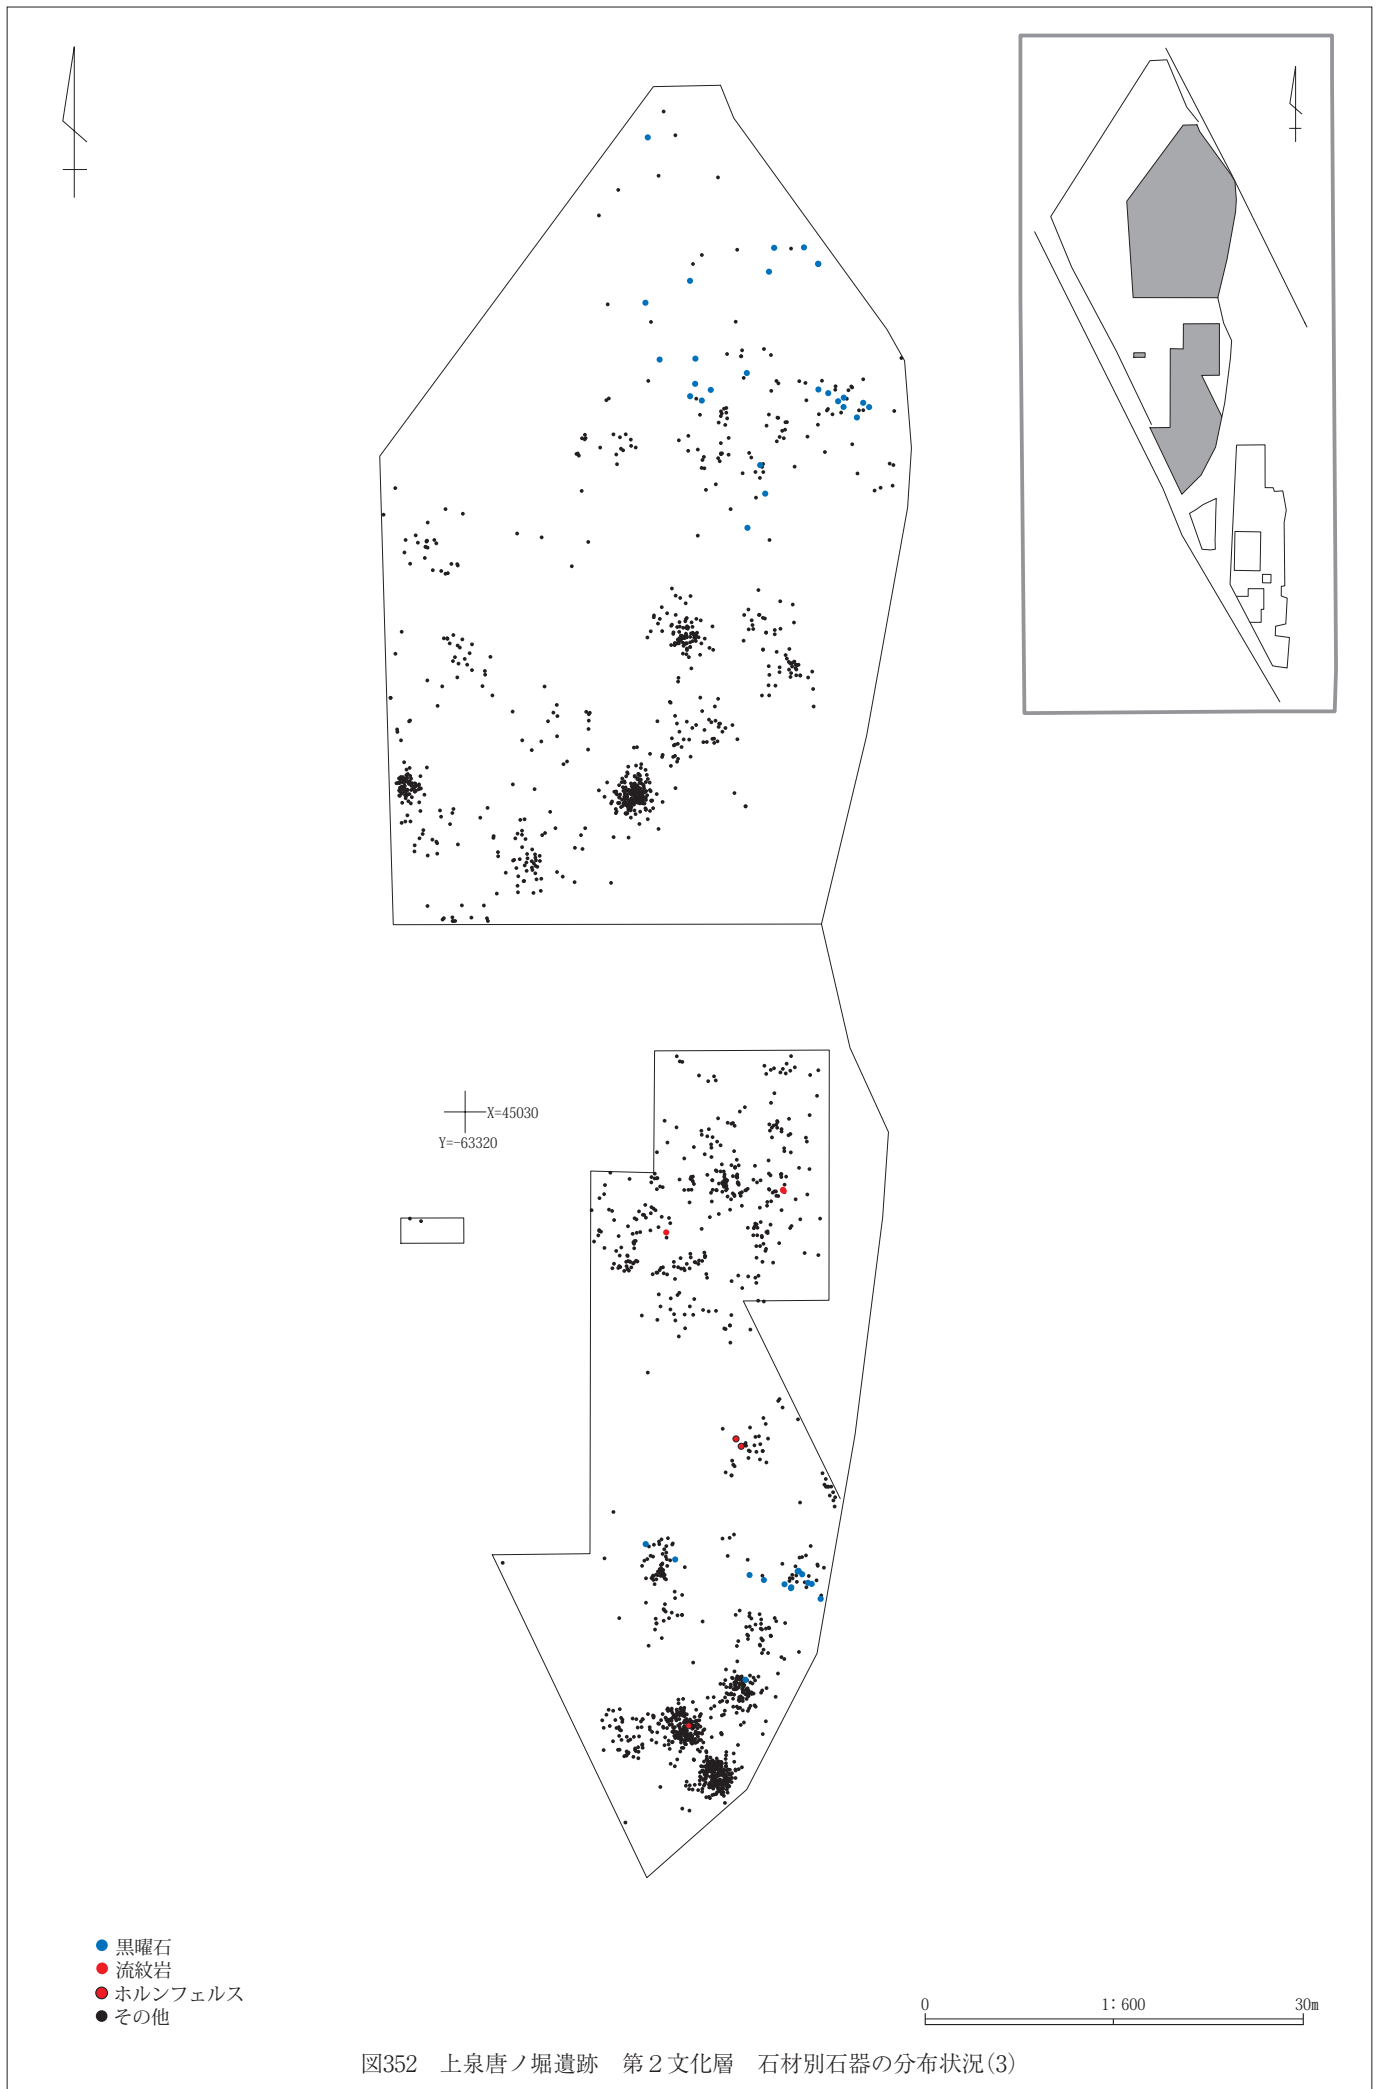 X=45030
Y=-63320
黒曜石
流紋岩
ホルンフェルス
その他
0 1：600 30m
図352　上泉唐ノ堀遺跡　第２文化層　石材別石器の分布状況（3）